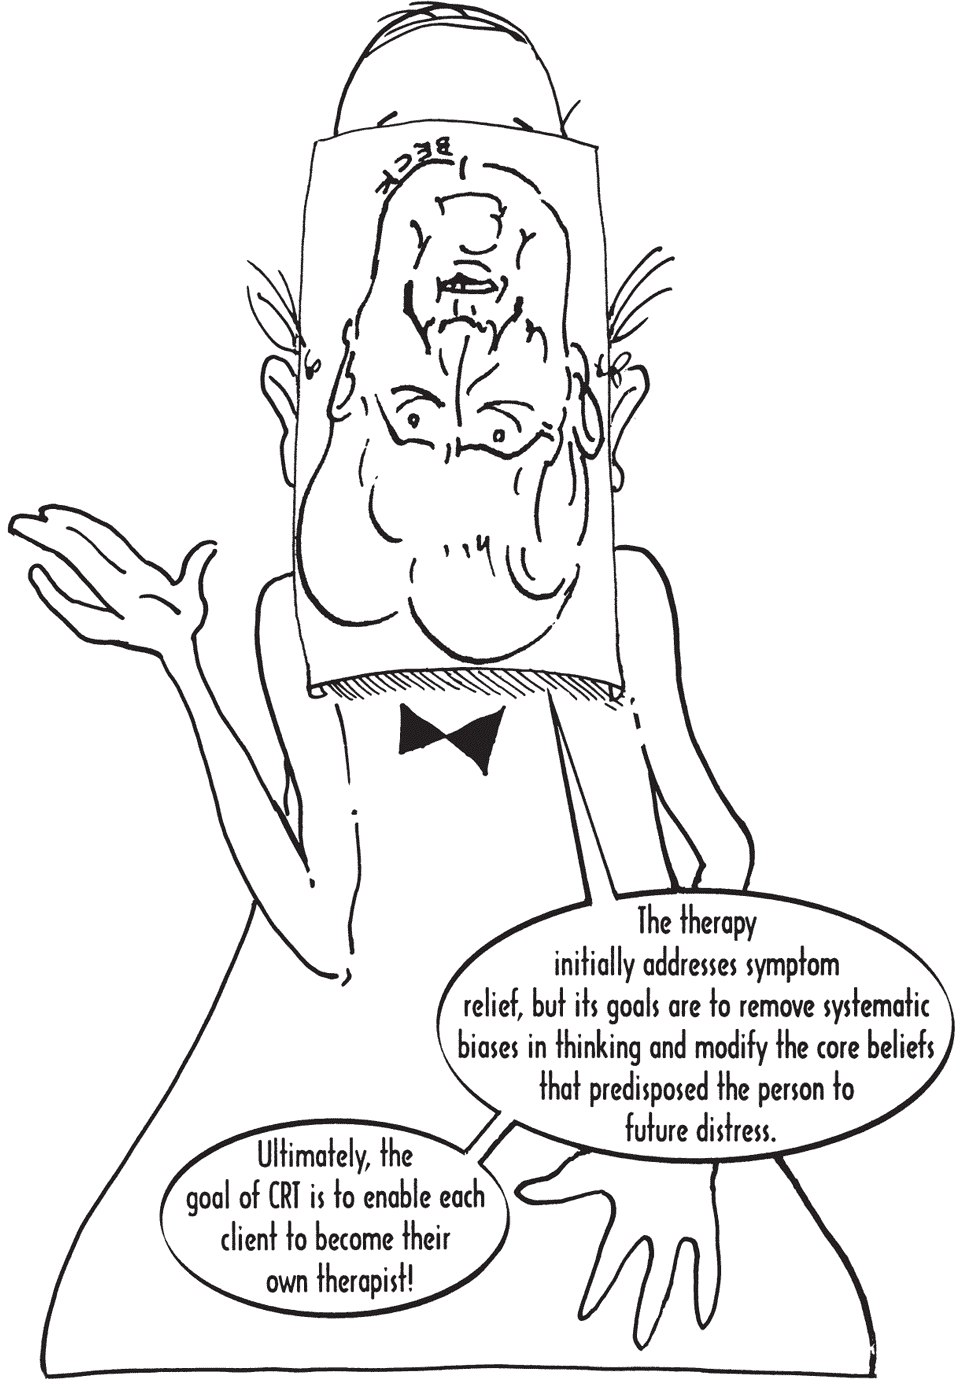 BECK
The therapy
initially addresses symptom
relief, but its goals are to remove systematic
biases in thinking and modify the core beliefs
that predisposed the person to
future distress.
Ultimately, the
goal of CRT is to enable each
client to become their
own therapist!